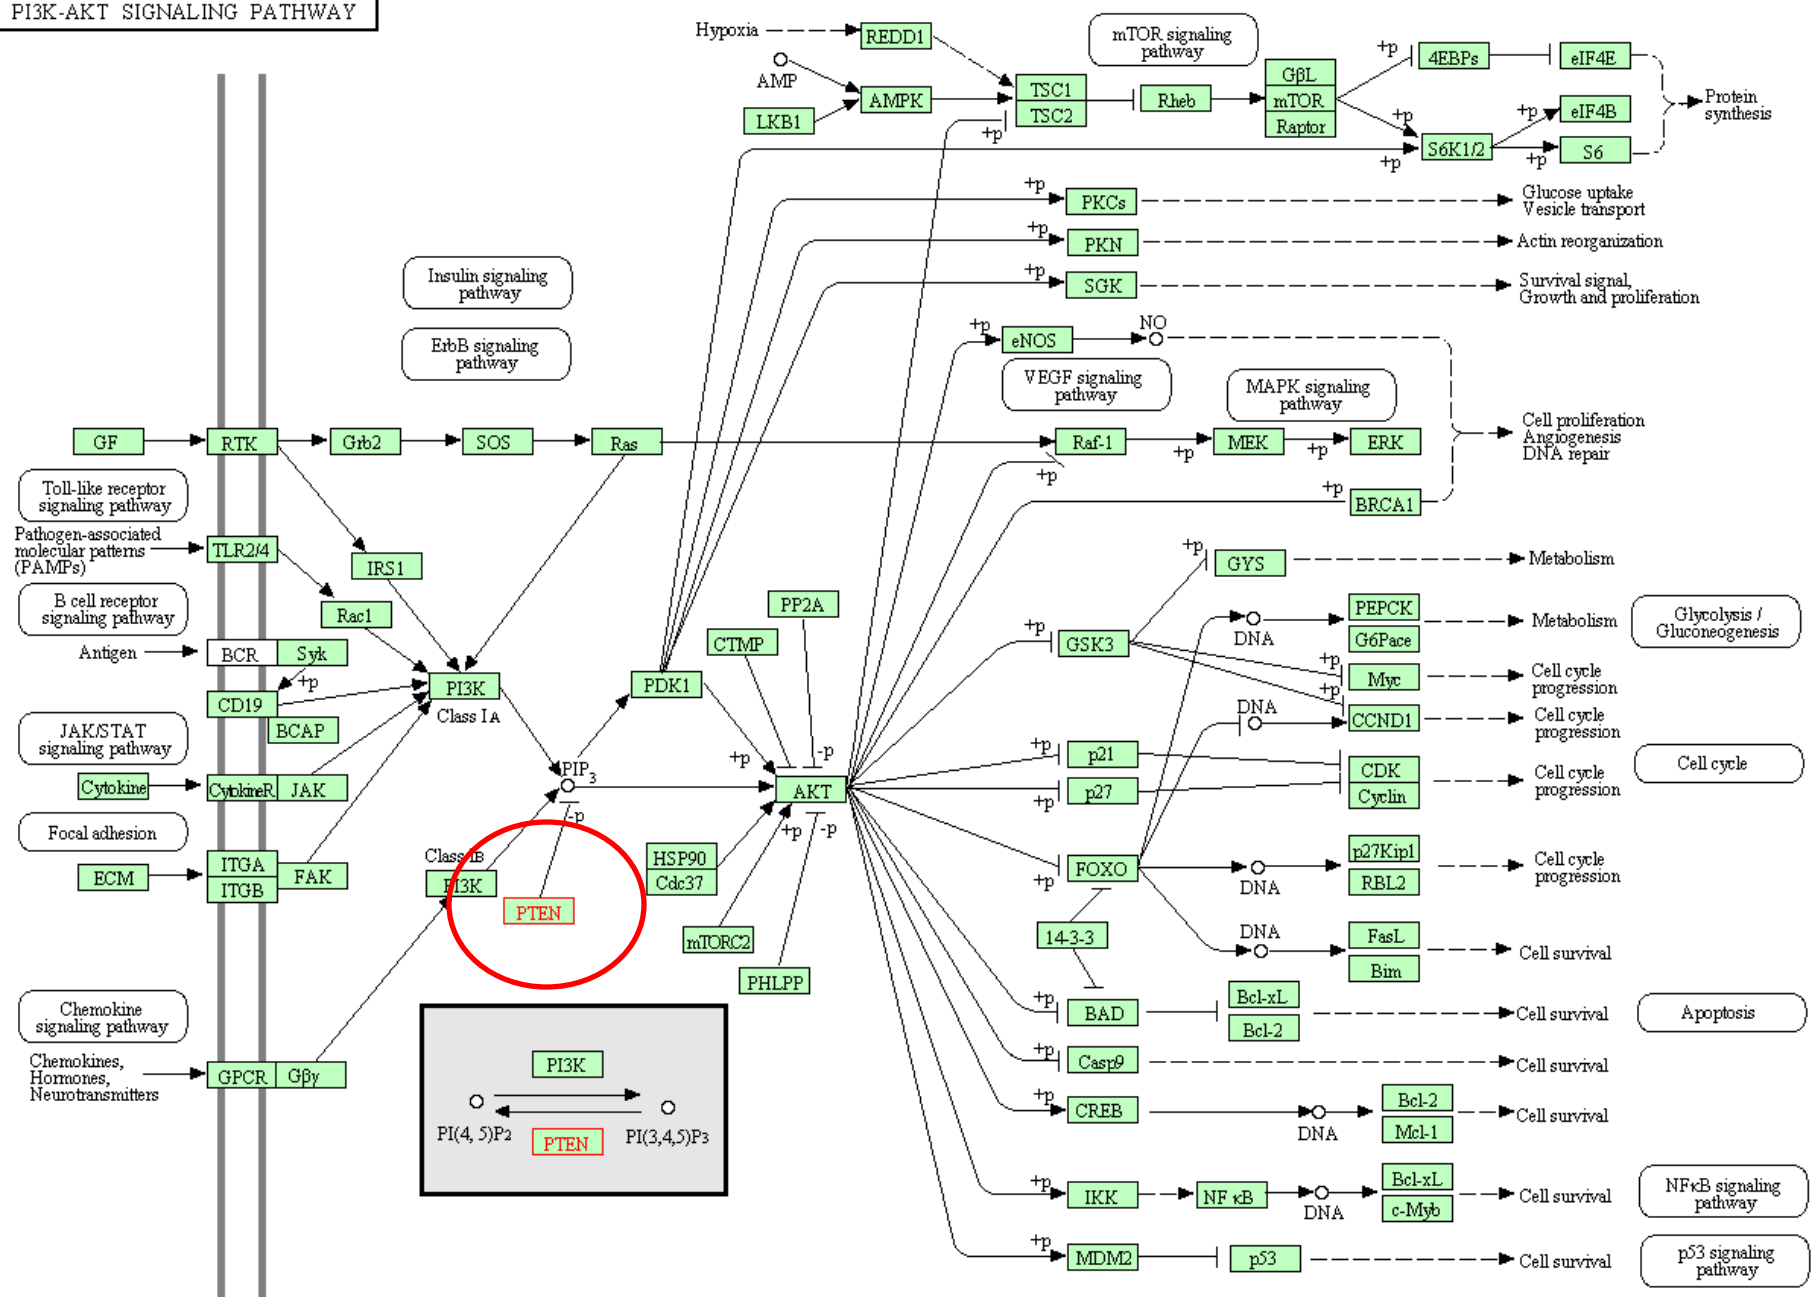 PI3K-AKT SIGNALING PATHWAY
Hypoxia
REDD1
mTOR signaling
pathway
+p
4EBPs
eIF4E
AMP
AMPK
LKB1
TSC1
TSC2
+p
Rheb
GβL
mTOR
Raptor
+p
+p
S6K1/2
+p
eIF4B
+p
S6
Protein
synthesis
+p
PKCs
Glucose uptake
Vesicle transport
+p
PKN
Actin reorganization
+p
SGK
Survival signal,
Growth and proliferation
Insulin signaling
pathway
ErbB signaling
pathway
+p
eNOS
NO
VEGF signaling
pathway
MAPK signaling
pathway
GF
RTK
Grb2
SOS
Ras
Raf-1
+p
+p
MEK
+p
ERK
Cell proliferation
Angiogenesis
DNA repair
+p
BRCA1
Toll-like receptor
signaling pathway
Pathogen-associated
molecular patterns
(PAMPs)
TLR2/4
IRS1
Rac1
B cell receptor
signaling pathway
Antigen
BCR
Syk
+p
CD19
BCAP
PI3K
Class IA
PDK1
CTMP
PP2A
+p
-p
+p
GSK3
+p
GYS
Metabolism
DNA
PEPCK
G6Pace
Metabolism
Glycolysis /
Gluconeogenesis
+p
Myc
Cell cycle
progression
+p
DNA
CCND1
Cell cycle
progression
JAK/STAT
signaling pathway
Cytokine
CytokineR
JAK
PIP3
-p
AKT
+p
-p
+p
p21
p27
+p
CDK
Cyclin
Cell cycle
progression
Cell cycle
Focal adhesion
ECM
ITGA
ITGB
FAK
Class IB
PI3K
PTEN
HSP90
Cdc37
mTORC2
PHLPP
FOXO
+p
DNA
p27Kip1
RBL2
Cell cycle
progression
14-3-3
DNA
FasL
Bim
Cell survival
Chemokine
signaling pathway
Chemokines,
Hormones,
Neurotransmitters
GPCR
Gβγ
PI3K
PI(4, 5)P2
PTEN
PI(3,4,5)P3
+p
BAD
Bcl-xL
Bcl-2
Cell survival
Apoptosis
+p
Casp9
Cell survival
+p
CREB
DNA
Bcl-2
Mcl-1
Cell survival
+p
IKK
NFκB
DNA
Bcl-xL
c-Myb
Cell survival
NFκB signaling
pathway
+p
MDM2
p53
Cell survival
p53 signaling
pathway